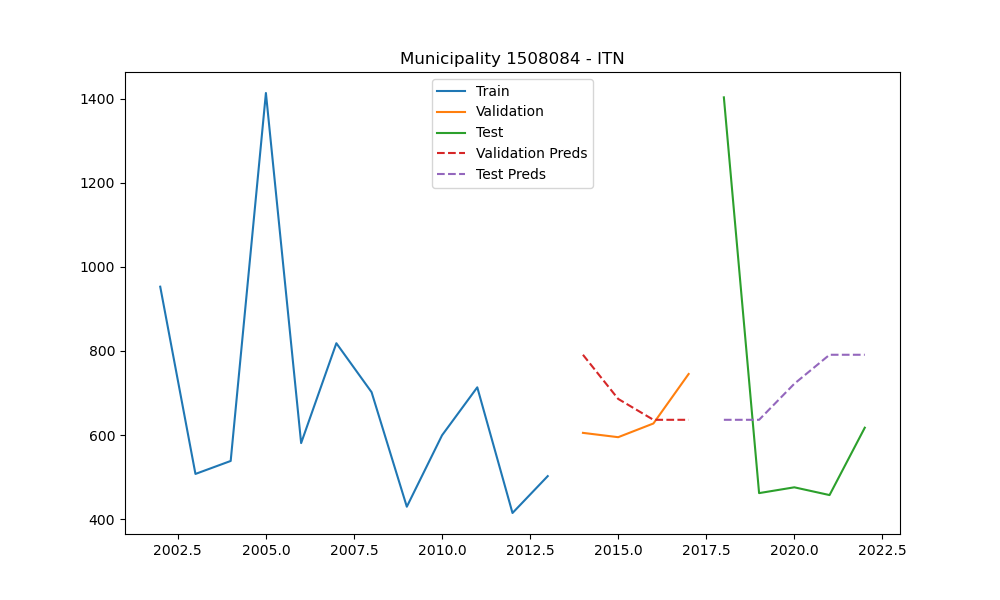 Municipality 1508084 - ITN
Train
Validation
Test
Validation Preds
Test Preds
1400
1200
1000
800
600
400
2002.5 2005.0 2007.5 2010.0 2012.5 2015.0 2017.5 2020.0 2022.5